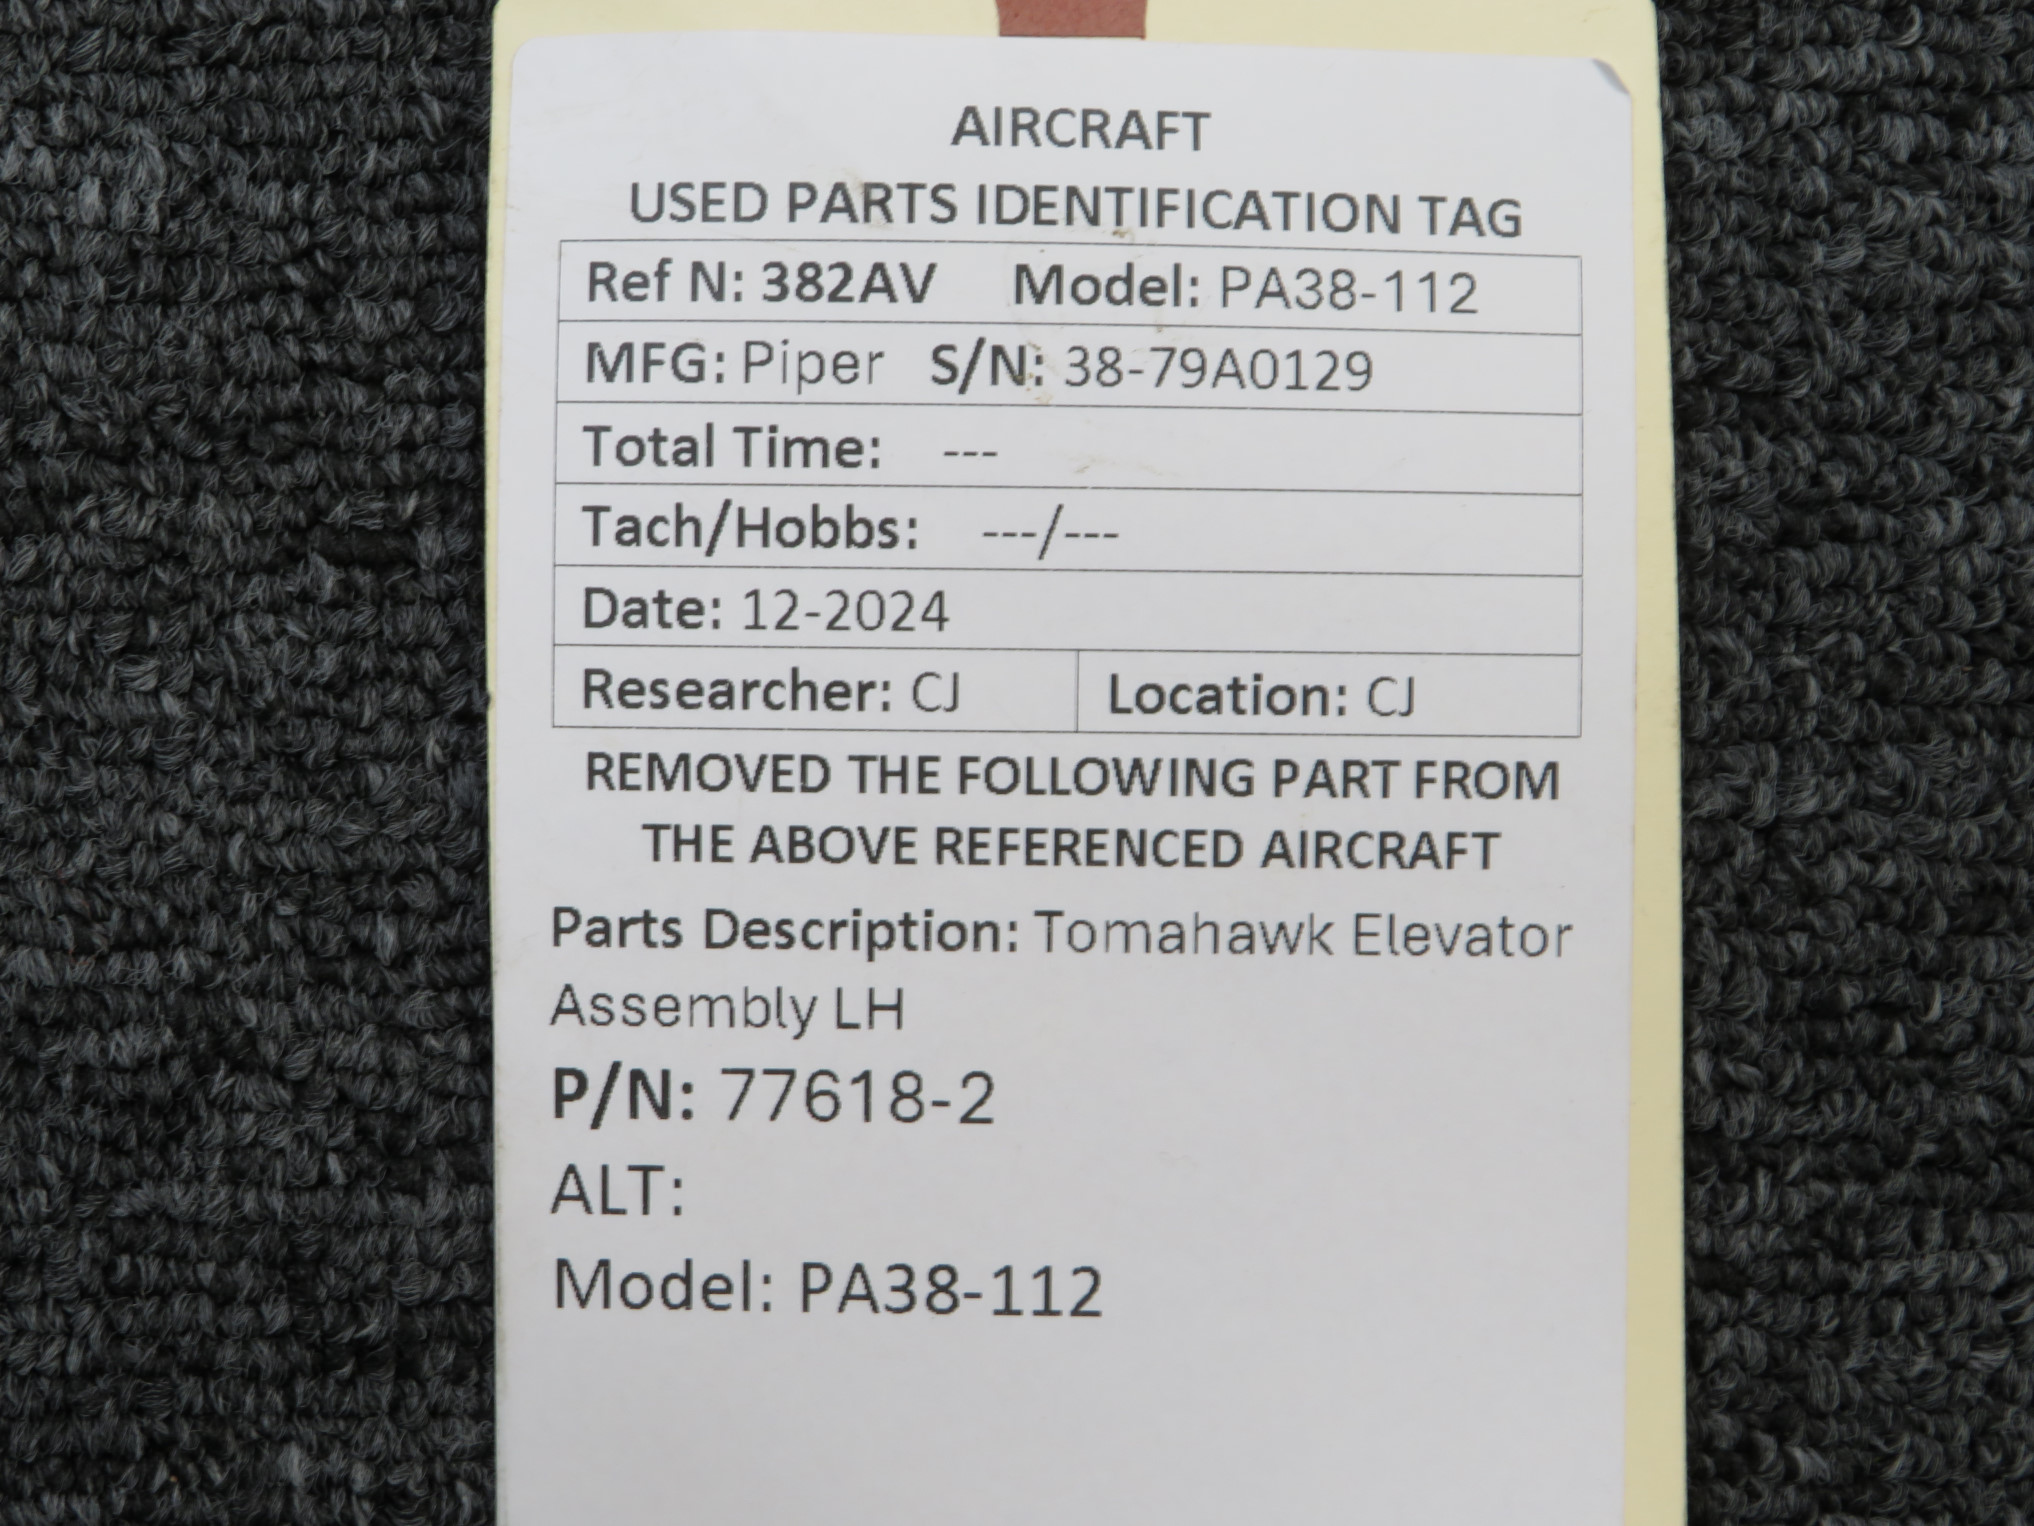 AIRCRAFT
USED PARTS IDENTIFICATION TAG
Ref N: 382AV Model: PA38-112
MFG: Piper S/N: 38-79A0129
Total Time: ---
Tach/Hobbs: ---/---
Date: 12-2024
Researcher: CJ Location: CJ
REMOVED THE FOLLOWING PART FROM
THE ABOVE REFERENCED AIRCRAFT
Parts Description: Tomahawk Elevator
Assembly LH
P/N: 77618-2
ALT:
Model: PA38-112